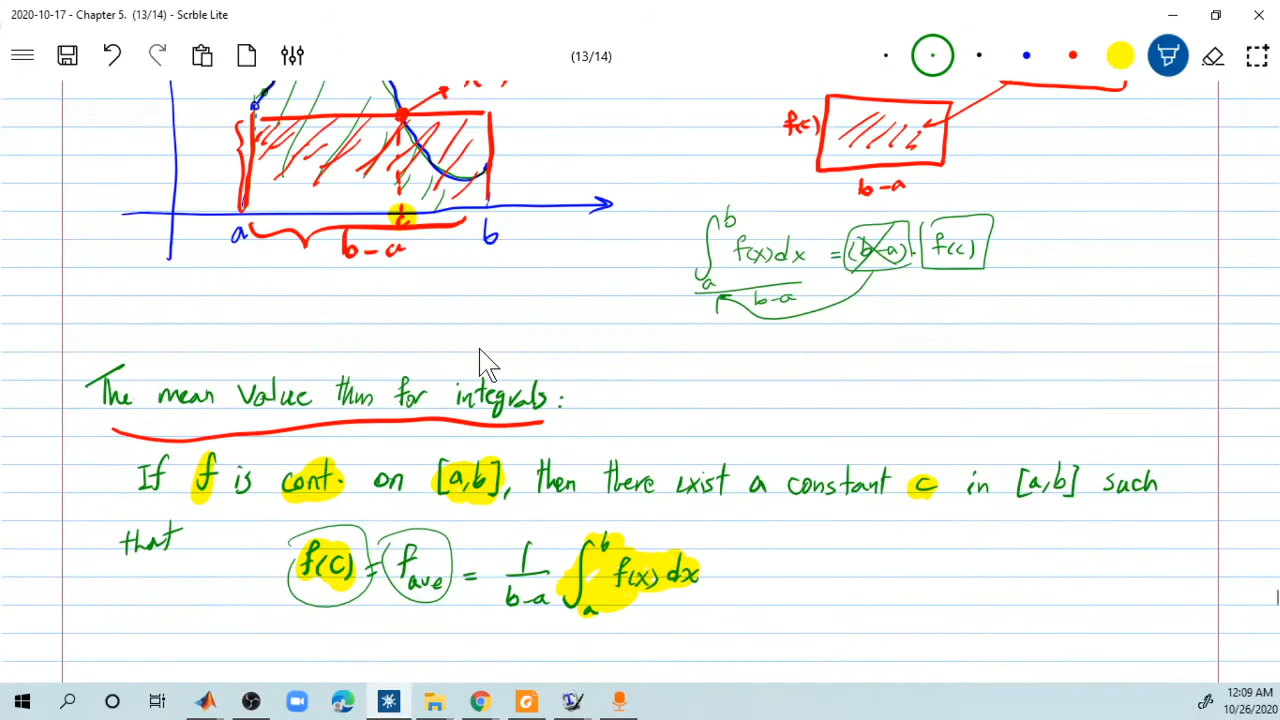 2020-10-17 - Chapter 5. (13/14) - Scrble Lite
(13/14)
f(c)
b-a
a
c
b
b-a
∫_a^b f(x)dx = (b-a) · f(c)
b-a
The mean value thm for integrals:
If f is cont. on [a,b], then there exist a constant c in [a,b] such
that
f(c) = f_ave = 1/(b-a) ∫_a^b f(x) dx
12:09 AM
10/26/2020